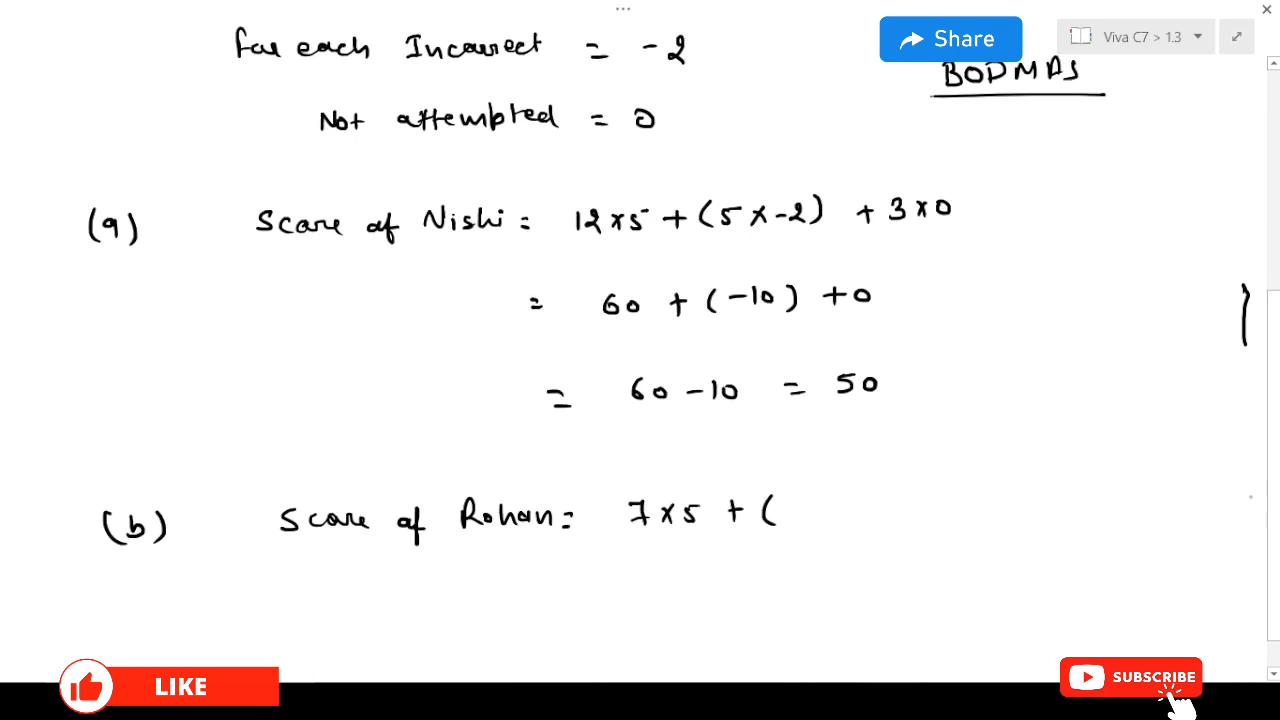 ...
Share
Viva C7 > 1.3
For each Incorrect = -2
BODMAS
Not attempted = 0
(a) Score of Nishi = 12 x 5 + (5 x -2) + 3 x 0
= 60 + (-10) + 0
= 60 - 10 = 50
(b) Score of Rohan = 7 x 5 + (
LIKE
SUBSCRIBE